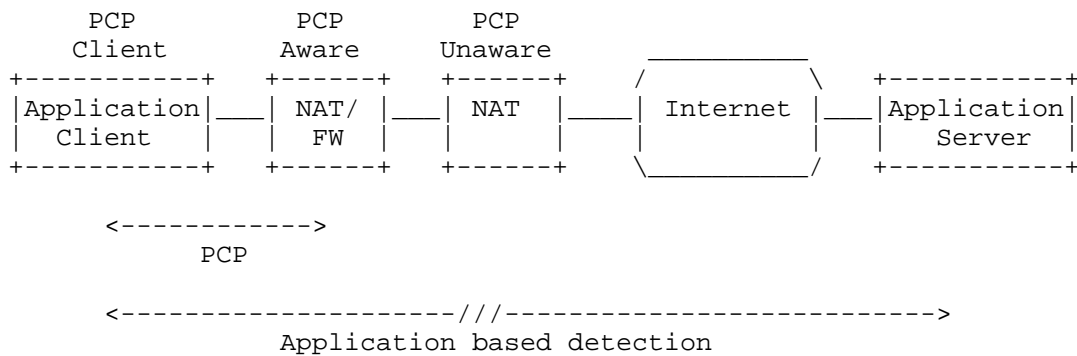 PCP PCP PCP
Client Aware Unaware
Application NAT/ NAT Internet Application
Client FW Server
PCP
Application based detection